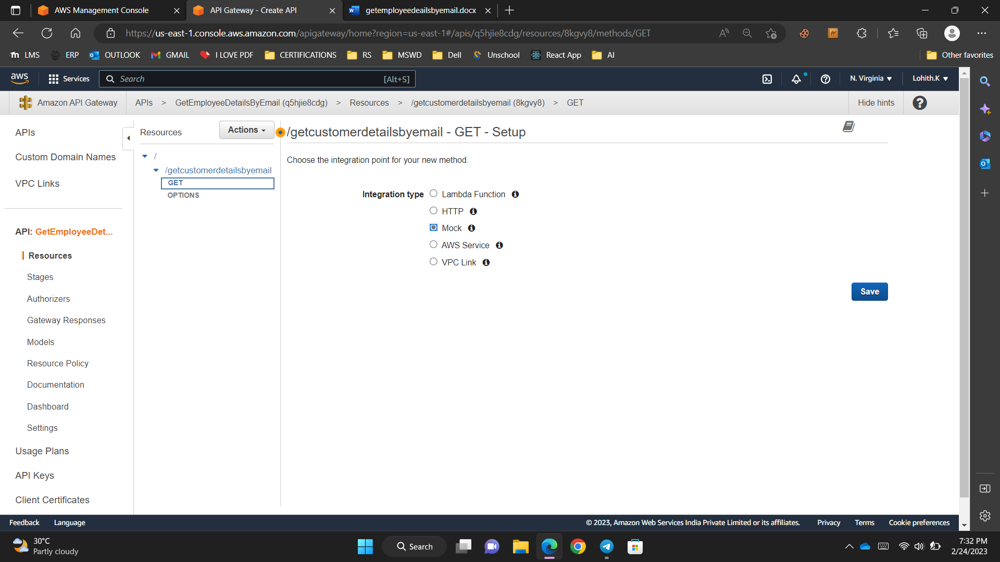 AWS Management Console
API Gateway - Create API
getemployeedeailsbyemail.docx
https://us-east-1.console.aws.amazon.com/apigateway/home?region=us-east-1#/apis/q5hjie8cdg/resources/8kgvy8/methods/GET
LMS ERP OUTLOOK GMAIL I LOVE PDF CERTIFICATIONS RS MSWD Dell Unschool React App AI Other favorites
aws Services Search [Alt+S] N. Virginia Lohith.K
Amazon API Gateway APIs > GetEmployeeDetailsByEmail (q5hjie8cdg) > Resources > /getcustomerdetailsbyemail (8kgvy8) > GET Hide hints ?
APIs
Custom Domain Names
VPC Links
API: GetEmployeeDet...
Resources
Stages
Authorizers
Gateway Responses
Models
Resource Policy
Documentation
Dashboard
Settings
Usage Plans
API Keys
Client Certificates
Resources
Actions
/
/getcustomerdetailsbyemail
GET
OPTIONS
/getcustomerdetailsbyemail - GET - Setup
Choose the integration point for your new method.
Integration type Lambda Function
HTTP
Mock
AWS Service
VPC Link
Save
Feedback Language © 2023, Amazon Web Services India Private Limited or its affiliates. Privacy Terms Cookie preferences
30°C
Partly cloudy
Search
7:32 PM
2/24/2023